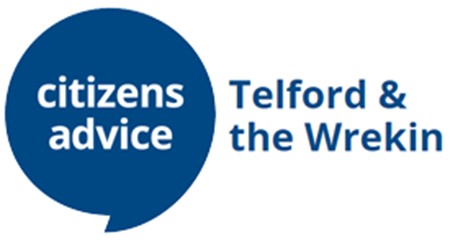 citizens
advice
Telford &
the Wrekin